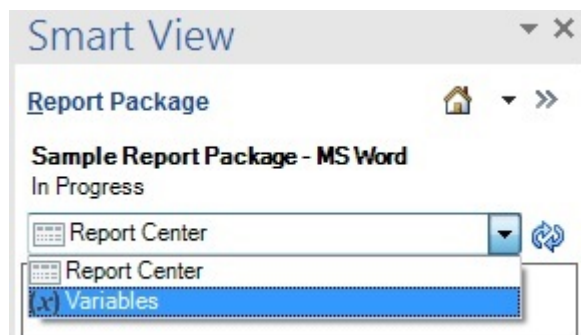 Smart View
Report Package
Sample Report Package - MS Word
In Progress
Report Center
Report Center
(x) Variables